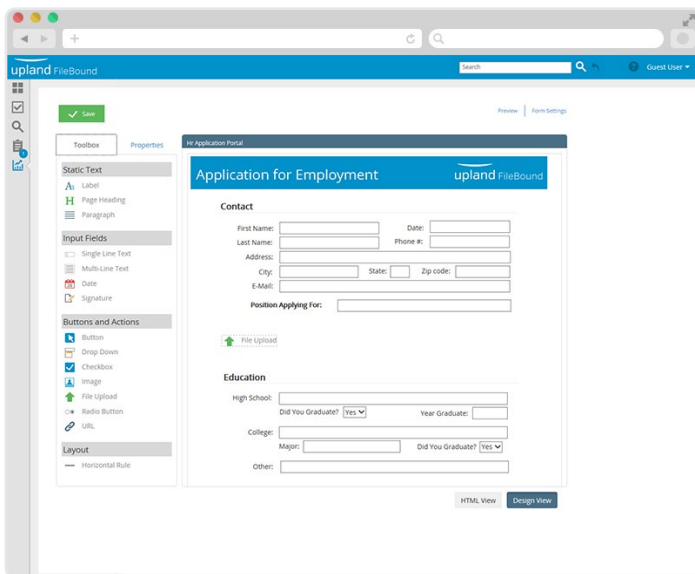 upland FileBound
Search
Guest User
Save
Preview
Form Settings
Toolbox
Properties
Static Text
Label
Page Heading
Paragraph
Input Fields
Single Line Text
Multi-Line Text
Date
Signature
Buttons and Actions
Button
Drop Down
Checkbox
Image
File Upload
Radio Button
URL
Layout
Horizontal Rule
Hr Application Portal
Application for Employment
upland FileBound
Contact
First Name: Date:
Last Name: Phone #:
Address:
City: State: Zip code:
E-Mail:
Position Applying For:
File Upload
Education
High School:
Did You Graduate? Yes Year Graduate:
College:
Major: Did You Graduate? Yes
Other:
HTML View
Design View